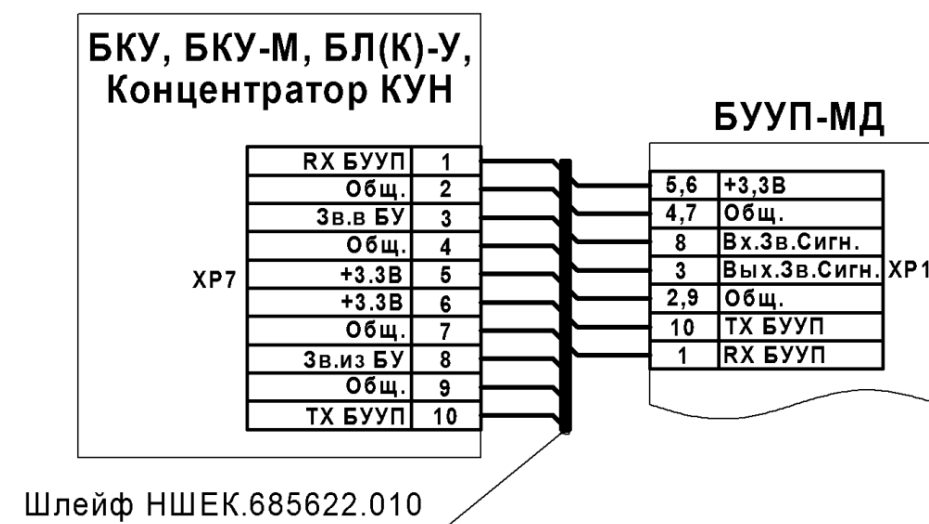 БКУ, БКУ-М, БЛ(К)-У,
Концентратор КУН
БУУП-МД
XP7
RX БУУП 1
Общ. 2
Зв.в БУ 3
Общ. 4
+3.3В 5
+3.3В 6
Общ. 7
Зв.из БУ 8
Общ. 9
TX БУУП 10
5,6 +3,3В
4,7 Общ.
8 Вх.Зв.Сигн.
3 Вых.Зв.Сигн. XP1
2,9 Общ.
10 TX БУУП
1 RX БУУП
Шлейф НШЕК.685622.010